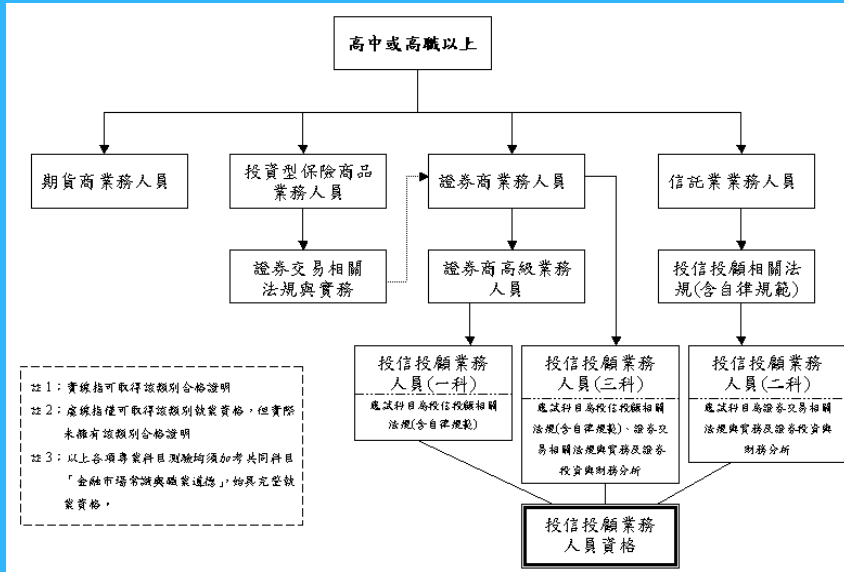 高中或高職以上
期貨商業務人員
投資型保險商品
業務人員
證券商業務人員
信託業業務人員
證券交易相關
法規與實務
證券商高級業務
人員
投信投顧相關法
規(含自律規範)
投信投顧業務
人員(一科)
應試科目為投信投顧相關
法規(含自律規範)
投信投顧業務
人員(三科)
應試科目為投信投顧相關
法規(含自律規範)、證券交
易相關法規與實務及證券
投資與財務分析
投信投顧業務
人員(二科)
應試科目為證券交易相關
法規與實務及證券投資與
財務分析
註1：實線指可取得該類別合格證明
註2：虛線指僅可取得該類別就業資格，但實際
未擁有該類別合格證明
註3：以上各項專業科目測驗均須加考共同科目
「金融市場常識與職業道德」，始具完整就
業資格。
投信投顧業務
人員資格